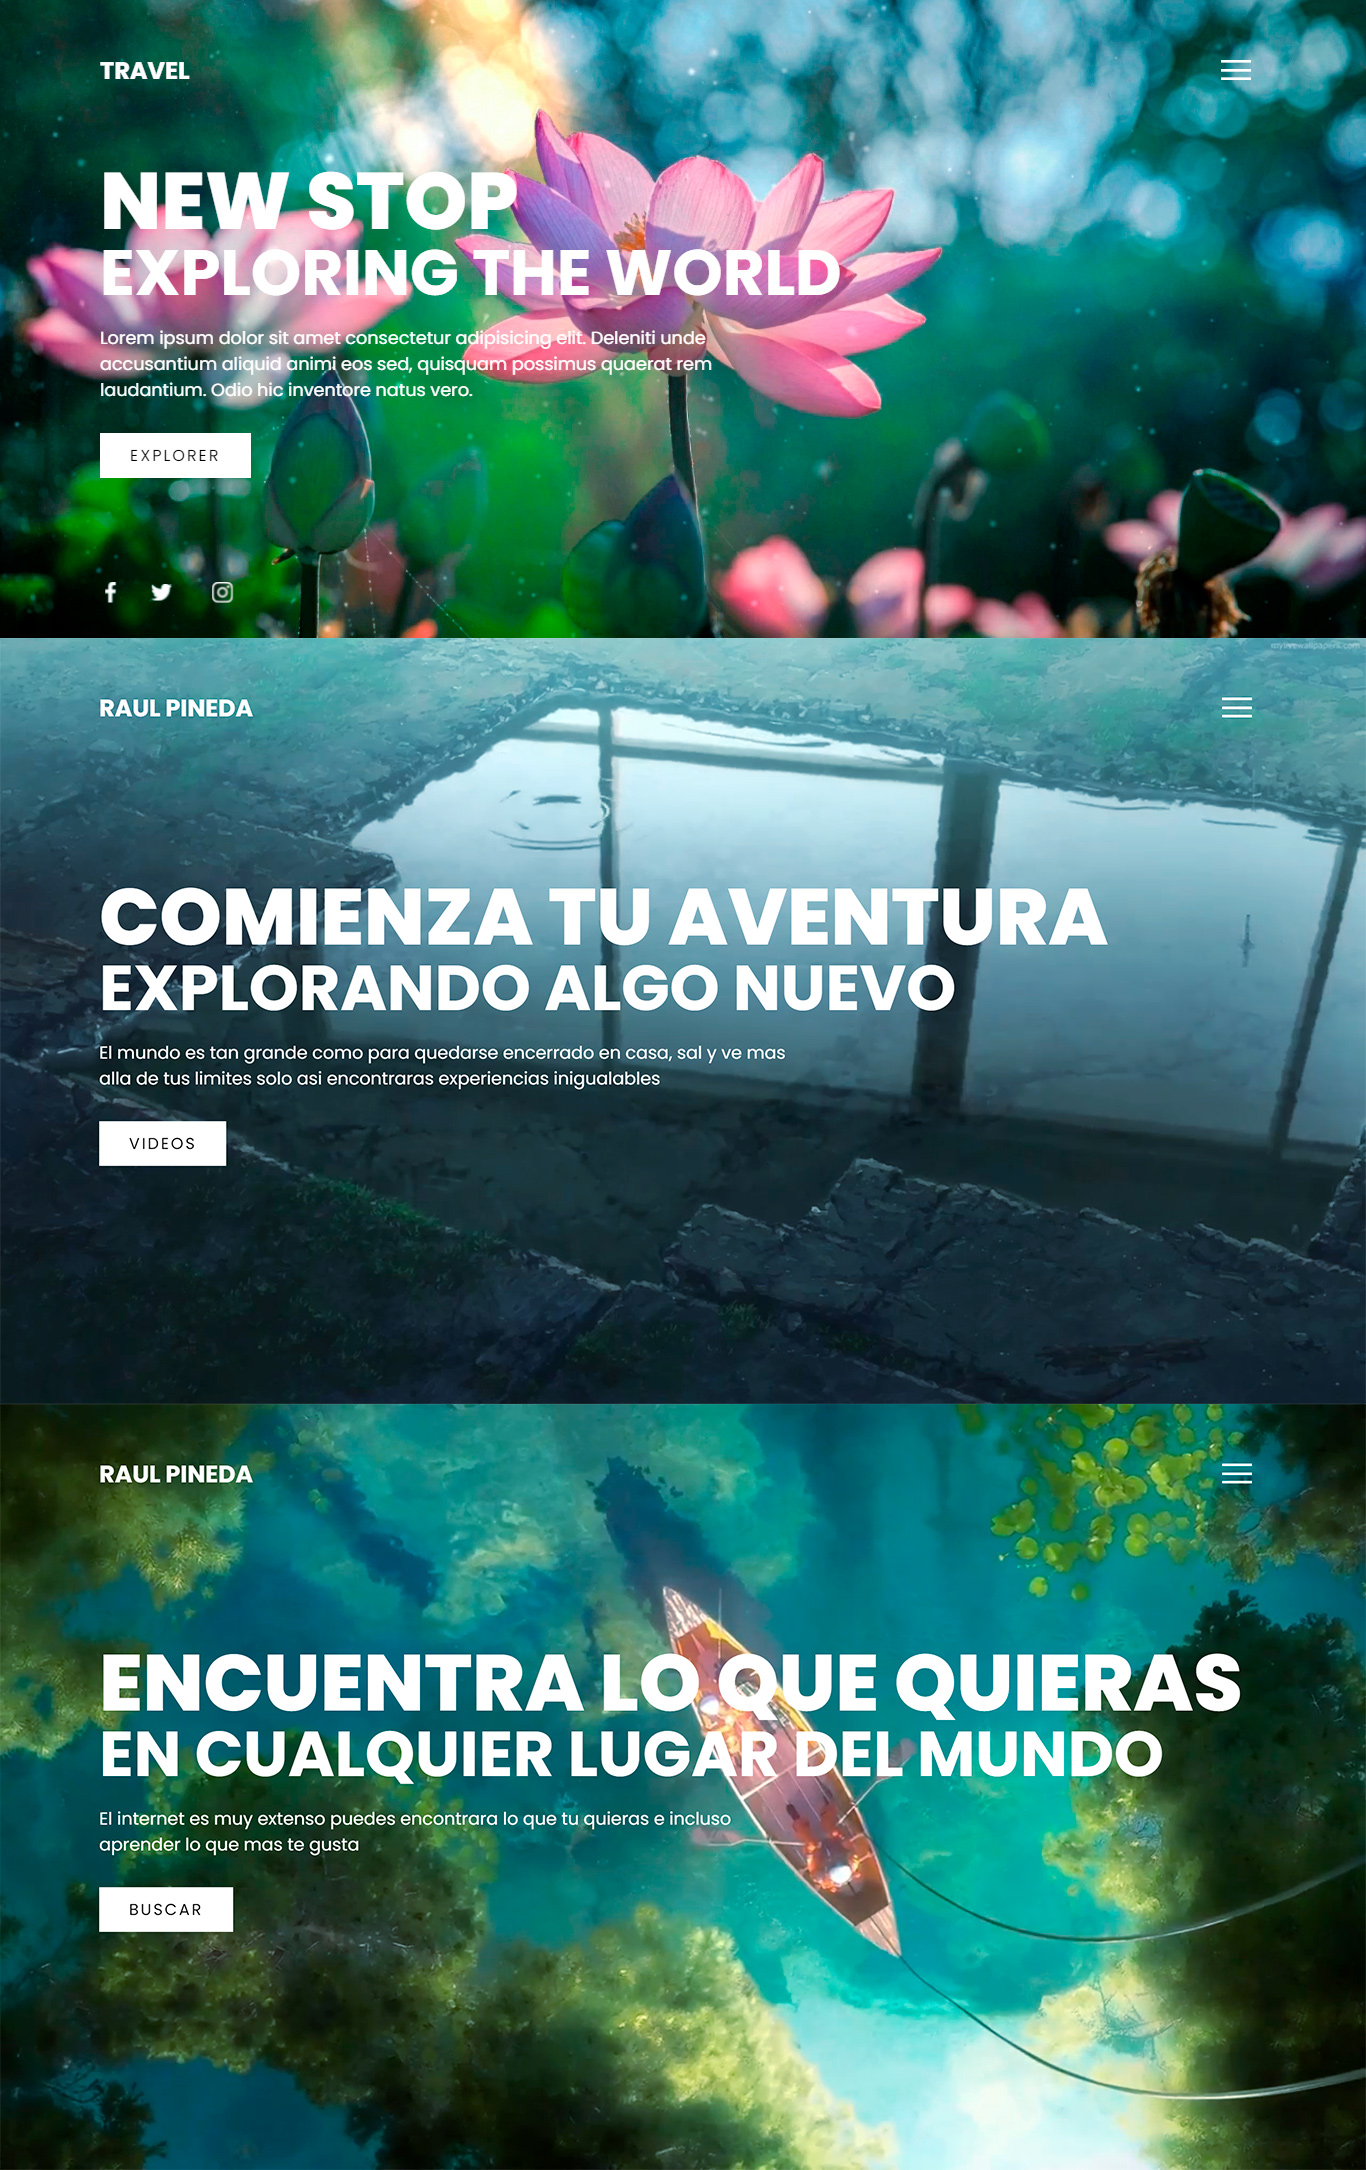 TRAVEL
NEW STOP
EXPLORING THE WORLD
Lorem ipsum dolor sit amet consectetur adipisicing elit. Deleniti unde
accusantium aliquid animi eos sed, quisquam possimus quaerat rem
laudantium. Odio hic inventore natus vero.
EXPLORER
RAUL PINEDA
COMIENZA TU AVENTURA
EXPLORANDO ALGO NUEVO
El mundo es tan grande como para quedarse encerrado en casa, sal y ve mas
alla de tus limites solo asi encontraras experiencias inigualables
VIDEOS
RAUL PINEDA
ENCUENTRA LO QUE QUIERAS
EN CUALQUIER LUGAR DEL MUNDO
El internet es muy extenso puedes encontrara lo que tu quieras e incluso
aprender lo que mas te gusta
BUSCAR